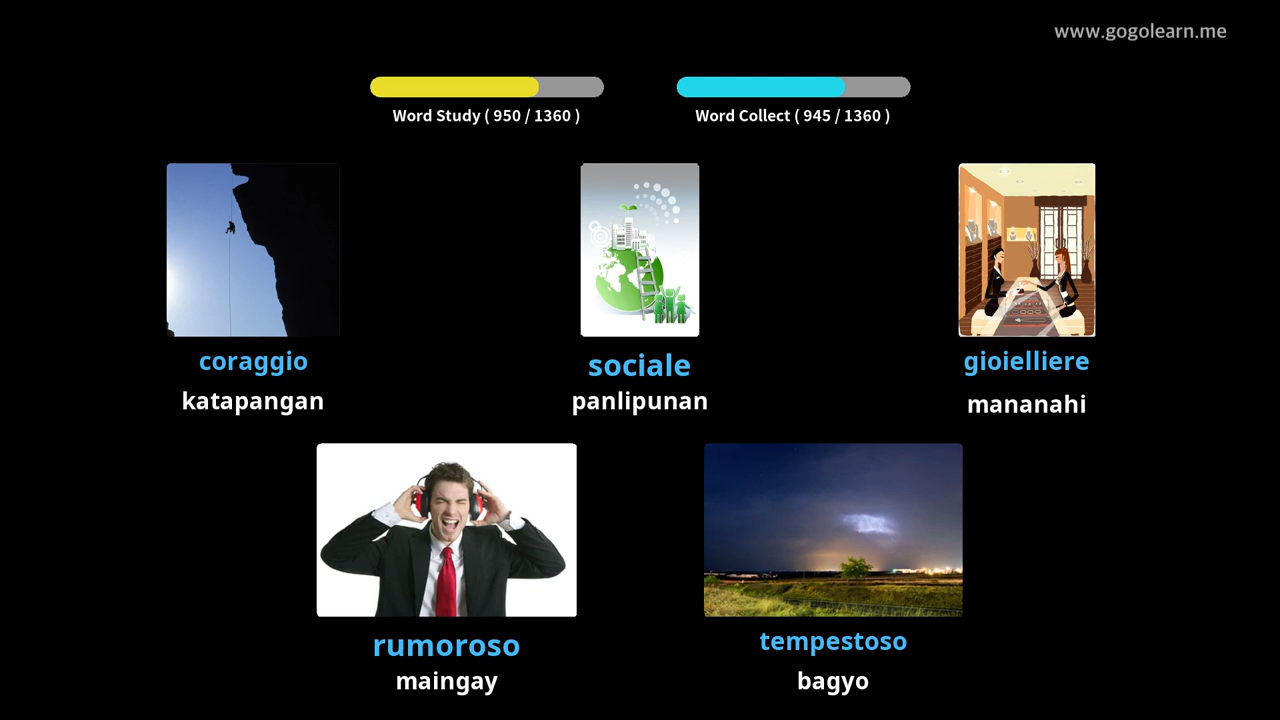 www.gogolearn.me
Word Study ( 950 / 1360 )
Word Collect ( 945 / 1360 )
coraggio
katapangan
sociale
panlipunan
gioielliere
mananahi
rumoroso
maingay
tempestoso
bagyo